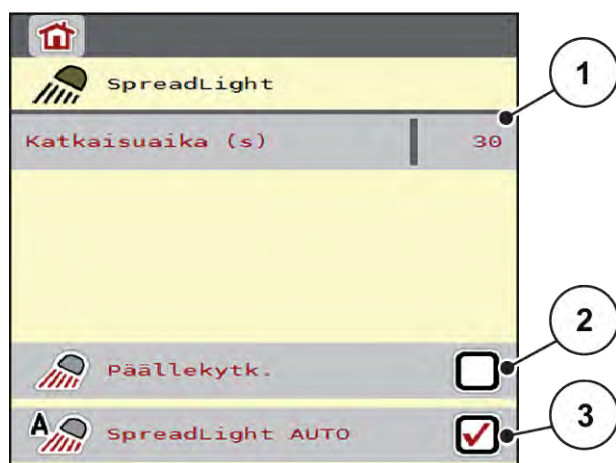 SpreadLight
Katkaisuaika (s) 30
1
Päällekytk.
2
A
SpreadLight AUTO
3